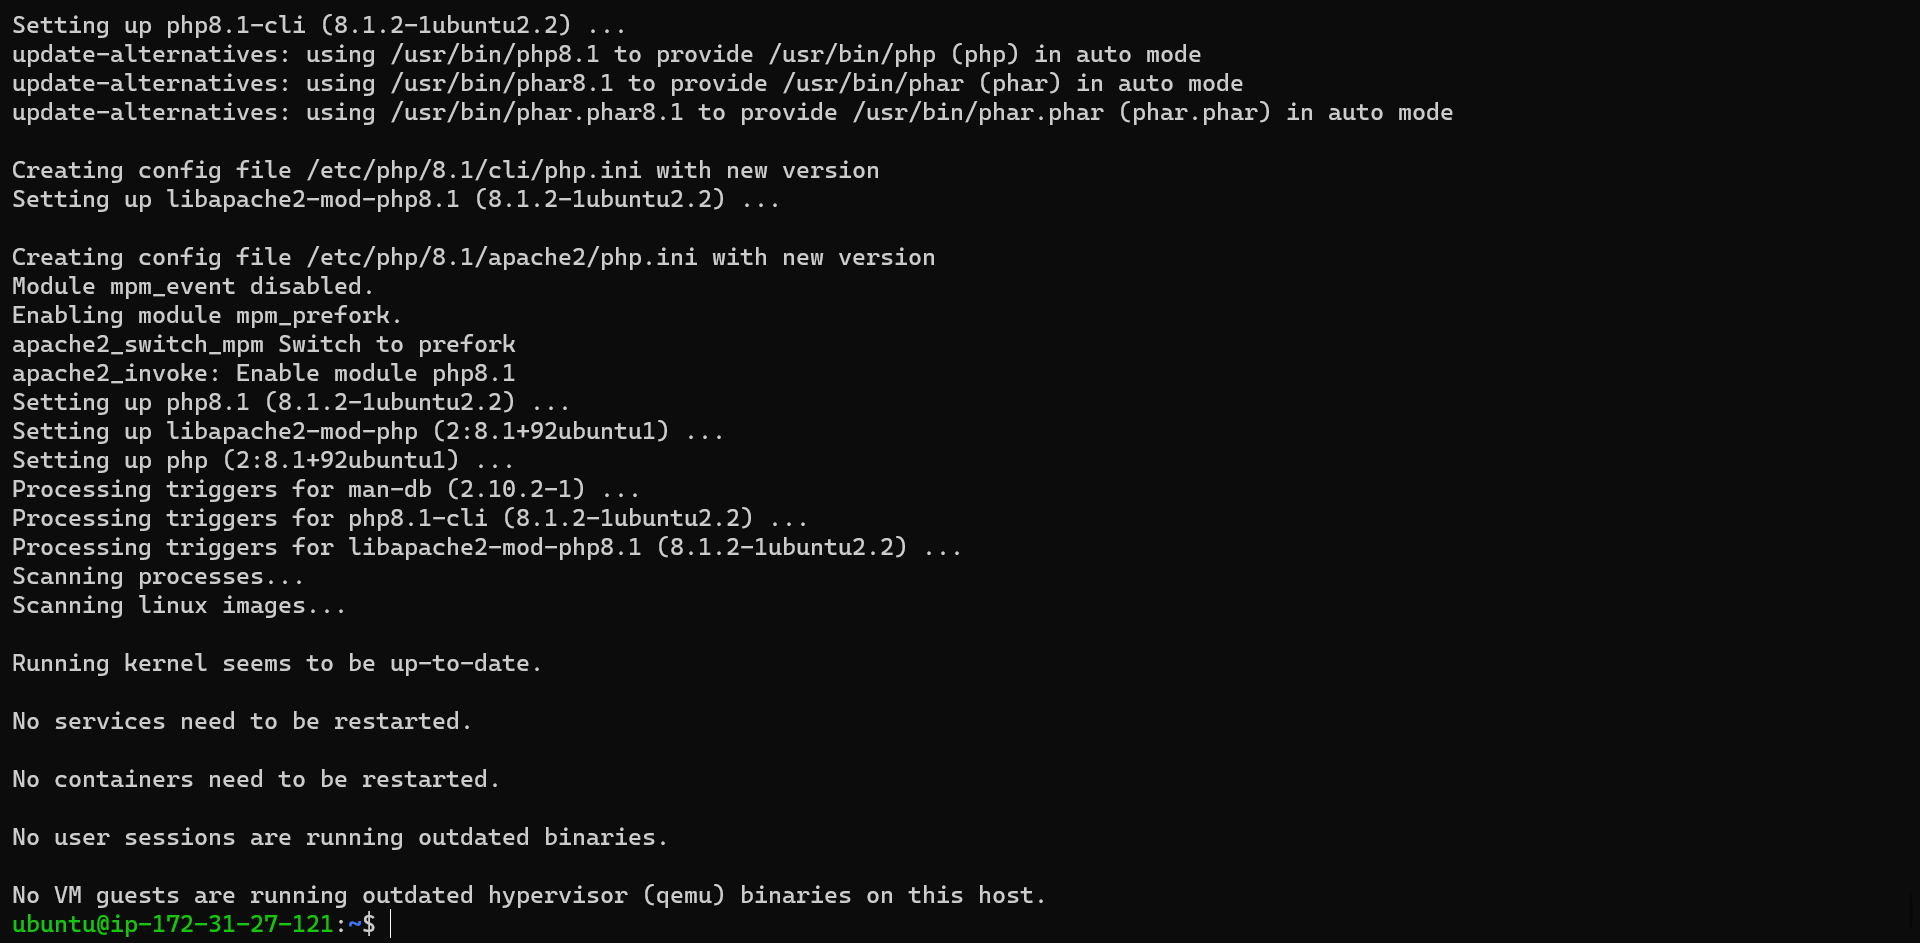 Setting up php8.1-cli (8.1.2-1ubuntu2.2) ...
update-alternatives: using /usr/bin/php8.1 to provide /usr/bin/php (php) in auto mode
update-alternatives: using /usr/bin/phar8.1 to provide /usr/bin/phar (phar) in auto mode
update-alternatives: using /usr/bin/phar.phar8.1 to provide /usr/bin/phar.phar (phar.phar) in auto mode

Creating config file /etc/php/8.1/cli/php.ini with new version
Setting up libapache2-mod-php8.1 (8.1.2-1ubuntu2.2) ...

Creating config file /etc/php/8.1/apache2/php.ini with new version
Module mpm_event disabled.
Enabling module mpm_prefork.
apache2_switch_mpm Switch to prefork
apache2_invoke: Enable module php8.1
Setting up php8.1 (8.1.2-1ubuntu2.2) ...
Setting up libapache2-mod-php (2:8.1+92ubuntu1) ...
Setting up php (2:8.1+92ubuntu1) ...
Processing triggers for man-db (2.10.2-1) ...
Processing triggers for php8.1-cli (8.1.2-1ubuntu2.2) ...
Processing triggers for libapache2-mod-php8.1 (8.1.2-1ubuntu2.2) ...
Scanning processes...
Scanning linux images...

Running kernel seems to be up-to-date.

No services need to be restarted.

No containers need to be restarted.

No user sessions are running outdated binaries.

No VM guests are running outdated hypervisor (qemu) binaries on this host.
ubuntu@ip-172-31-27-121:~$